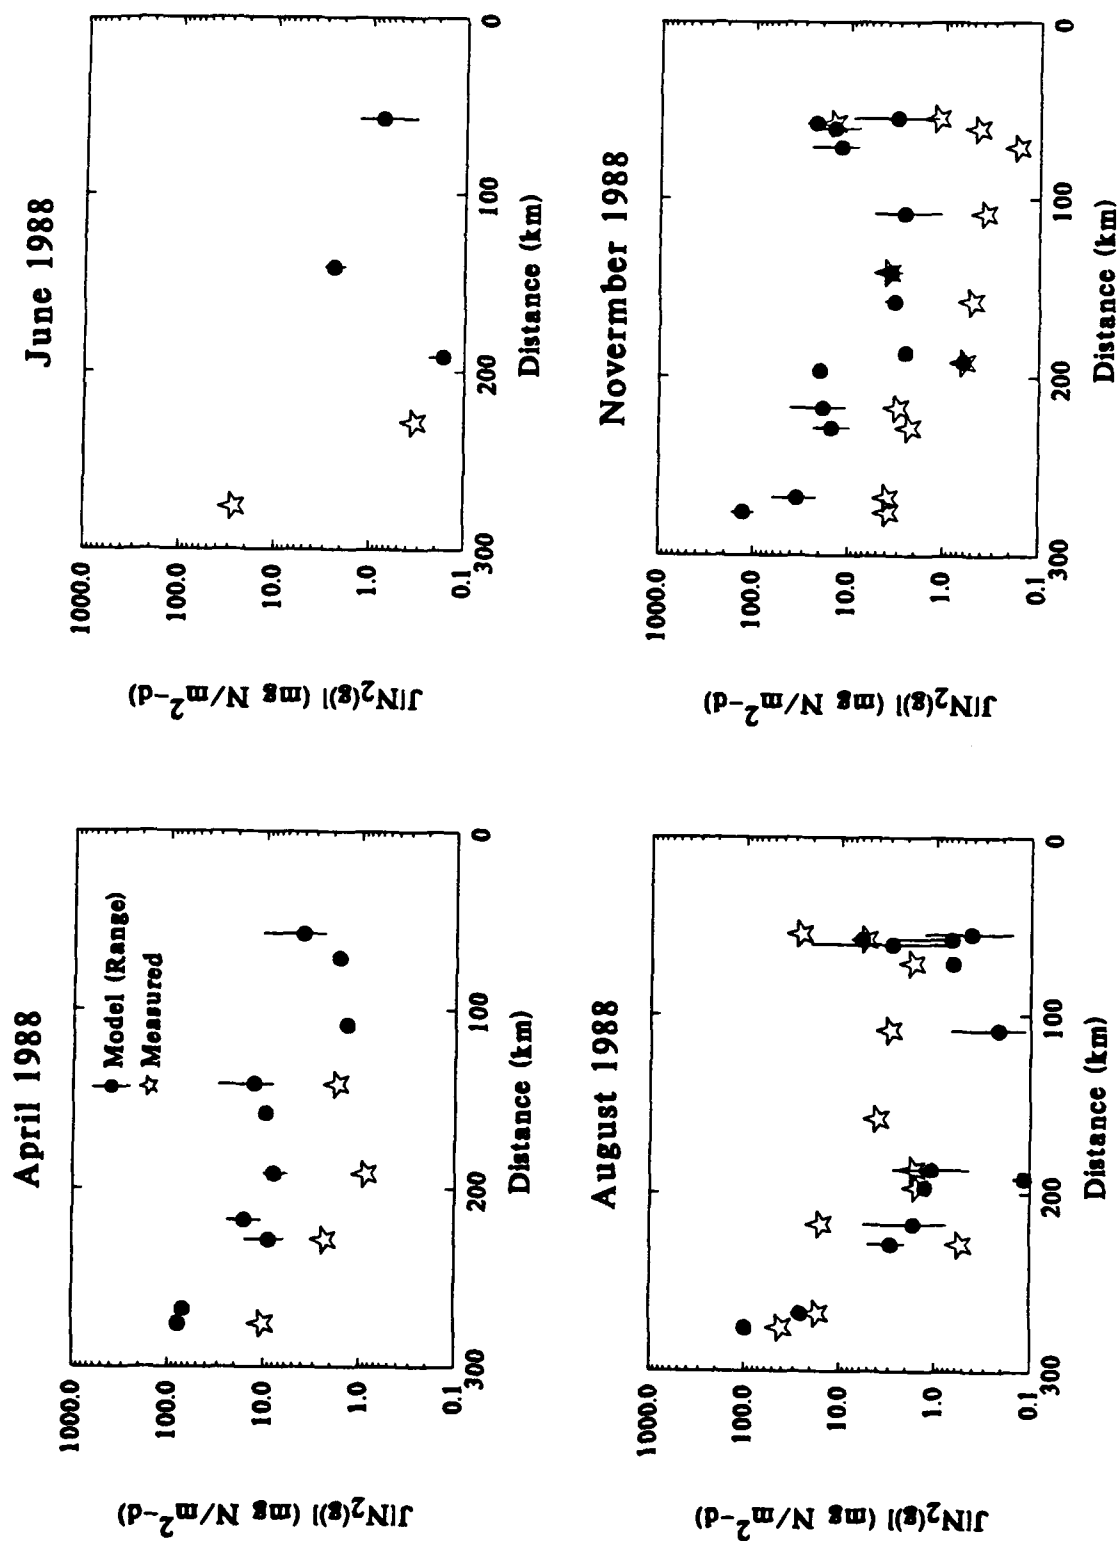 April 1988
J[N2(g)] (mg N/m2-d)
1000.0
100.0
10.0
1.0
0.1
Model (Range)
Measured
300
200
100
0
Distance (km)
June 1988
J[N2(g)] (mg N/m2-d)
1000.0
100.0
10.0
1.0
0.1
300
200
100
0
Distance (km)
August 1988
J[N2(g)] (mg N/m2-d)
1000.0
100.0
10.0
1.0
0.1
300
200
100
0
Distance (km)
Novermber 1988
J[N2(g)] (mg N/m2-d)
1000.0
100.0
10.0
1.0
0.1
300
200
100
0
Distance (km)